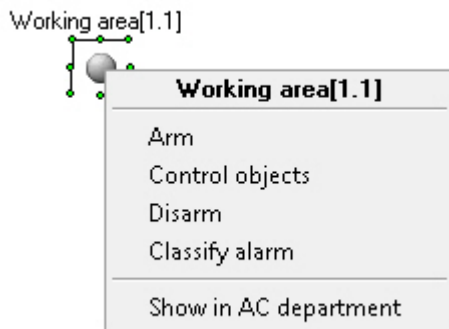 Working area[1.1]
Working area[1.1]
Arm
Control objects
Disarm
Classify alarm
Show in AC department